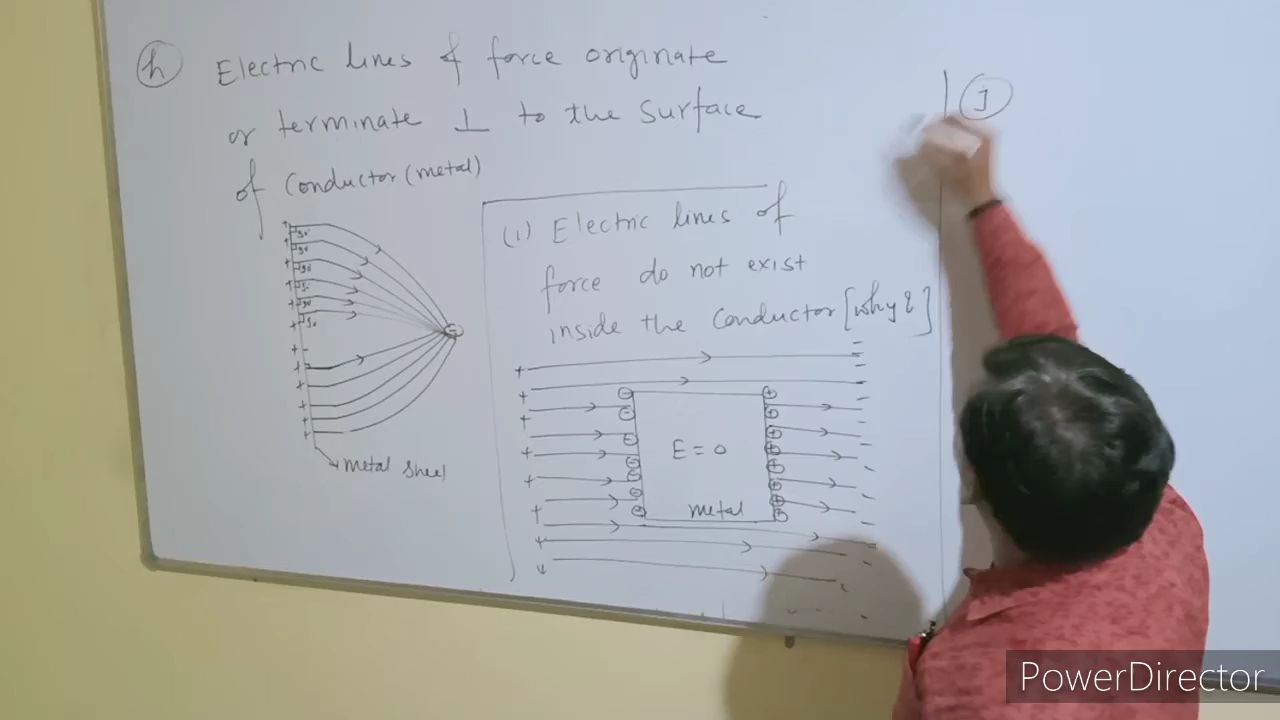 (h) Electric lines of force originate
or terminate ⊥ to the surface
of conductor (metal)
metal sheel
(i) Electric lines of
force do not exist
inside the conductor [why?]
E = 0
metal
(J)
PowerDirector